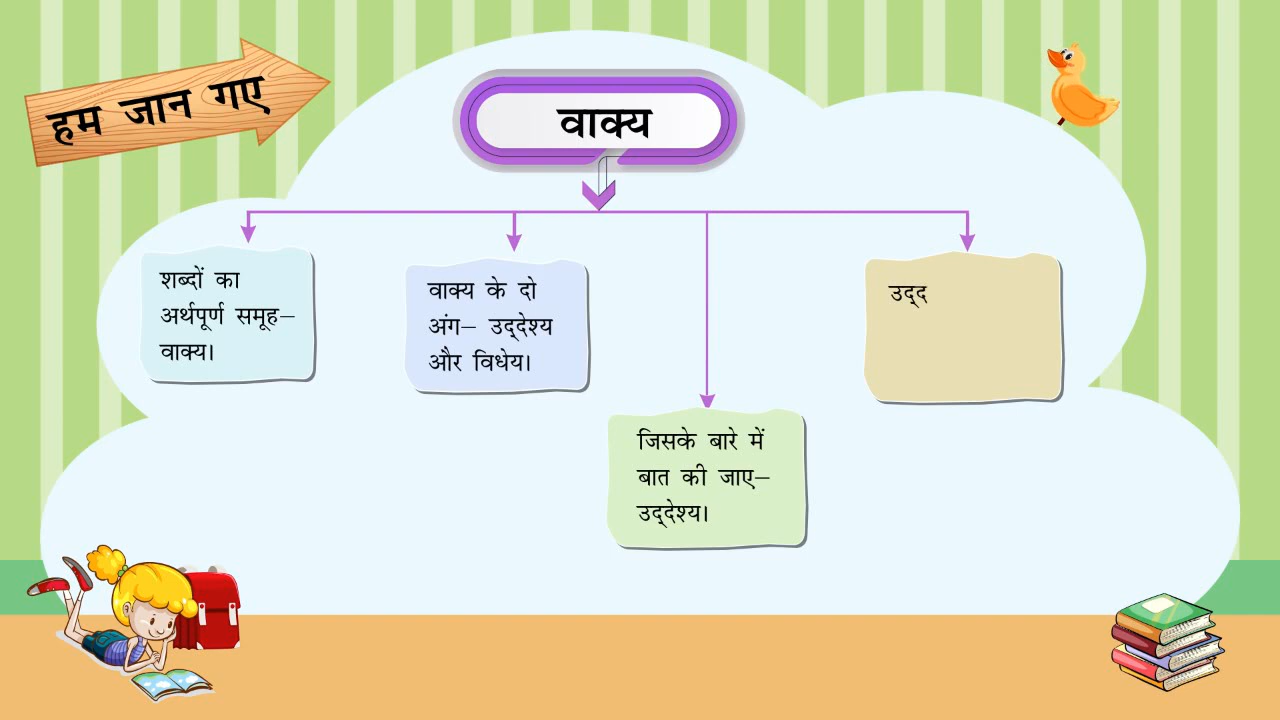 हम जान गए
वाक्य
शब्दों का
अर्थपूर्ण समूह–
वाक्य।
वाक्य के दो
अंग– उद्‌देश्य
और विधेय।
जिसके बारे में
बात की जाए–
उद्‌देश्य।
उद्‌द